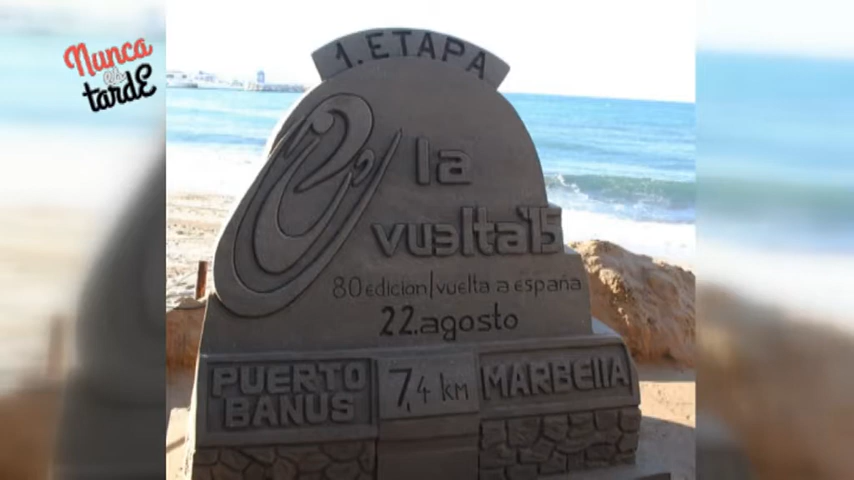 Nunca
es
tardE
1. ETAPA
la
vuelta'15
80 edicion/vuelta a españa
22.agosto
PUERTO
BANUS
7,4 KM
MARBEllA